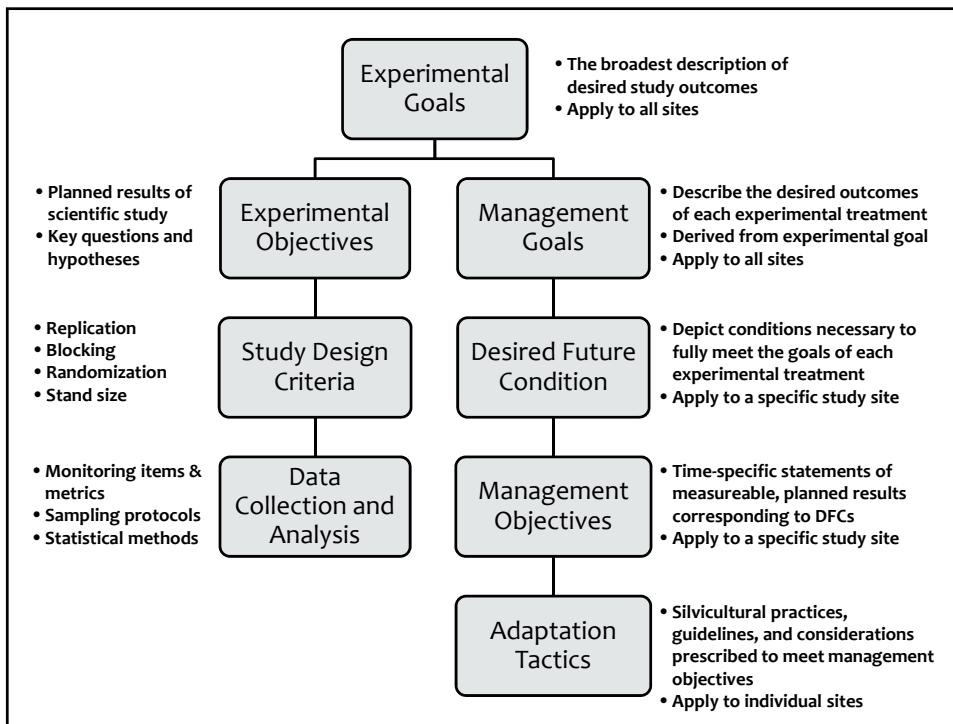 Experimental
Goals
• The broadest description of
desired study outcomes
• Apply to all sites
• Planned results of
scientific study
• Key questions and
hypotheses
Experimental
Objectives
Management
Goals
• Describe the desired outcomes
of each experimental treatment
• Derived from experimental goal
• Apply to all sites
• Replication
• Blocking
• Randomization
• Stand size
Study Design
Criteria
Desired Future
Condition
• Depict conditions necessary to
fully meet the goals of each
experimental treatment
• Apply to a specific study site
• Monitoring items &
metrics
• Sampling protocols
• Statistical methods
Data
Collection and
Analysis
Management
Objectives
• Time-specific statements of
measureable, planned results
corresponding to DFCs
• Apply to a specific study site
Adaptation
Tactics
• Silvicultural practices,
guidelines, and considerations
prescribed to meet management
objectives
• Apply to individual sites